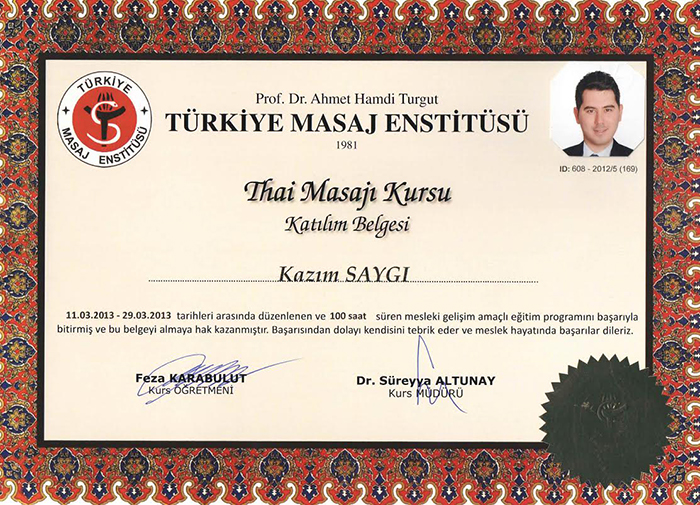 TÜRKİYE
MASAJ ENSTİTÜSÜ
Prof. Dr. Ahmet Hamdi Turgut
TÜRKİYE MASAJ ENSTİTÜSÜ
1981
ID: 608 - 2012/5 (169)
Thai Masajı Kursu
Katılım Belgesi
Kazım SAYGI
11.03.2013 - 29.03.2013 tarihleri arasında düzenlenen ve 100 saat süren mesleki gelişim amaçlı eğitim programını başarıyla
bitirmiş ve bu belgeyi almaya hak kazanmıştır. Başarısından dolayı kendisini tebrik eder ve meslek hayatında başarılar dileriz.
Feza KARABULUT
Kurs ÖĞRETMENİ
Dr. Süreyya ALTUNAY
Kurs MÜDÜRÜ